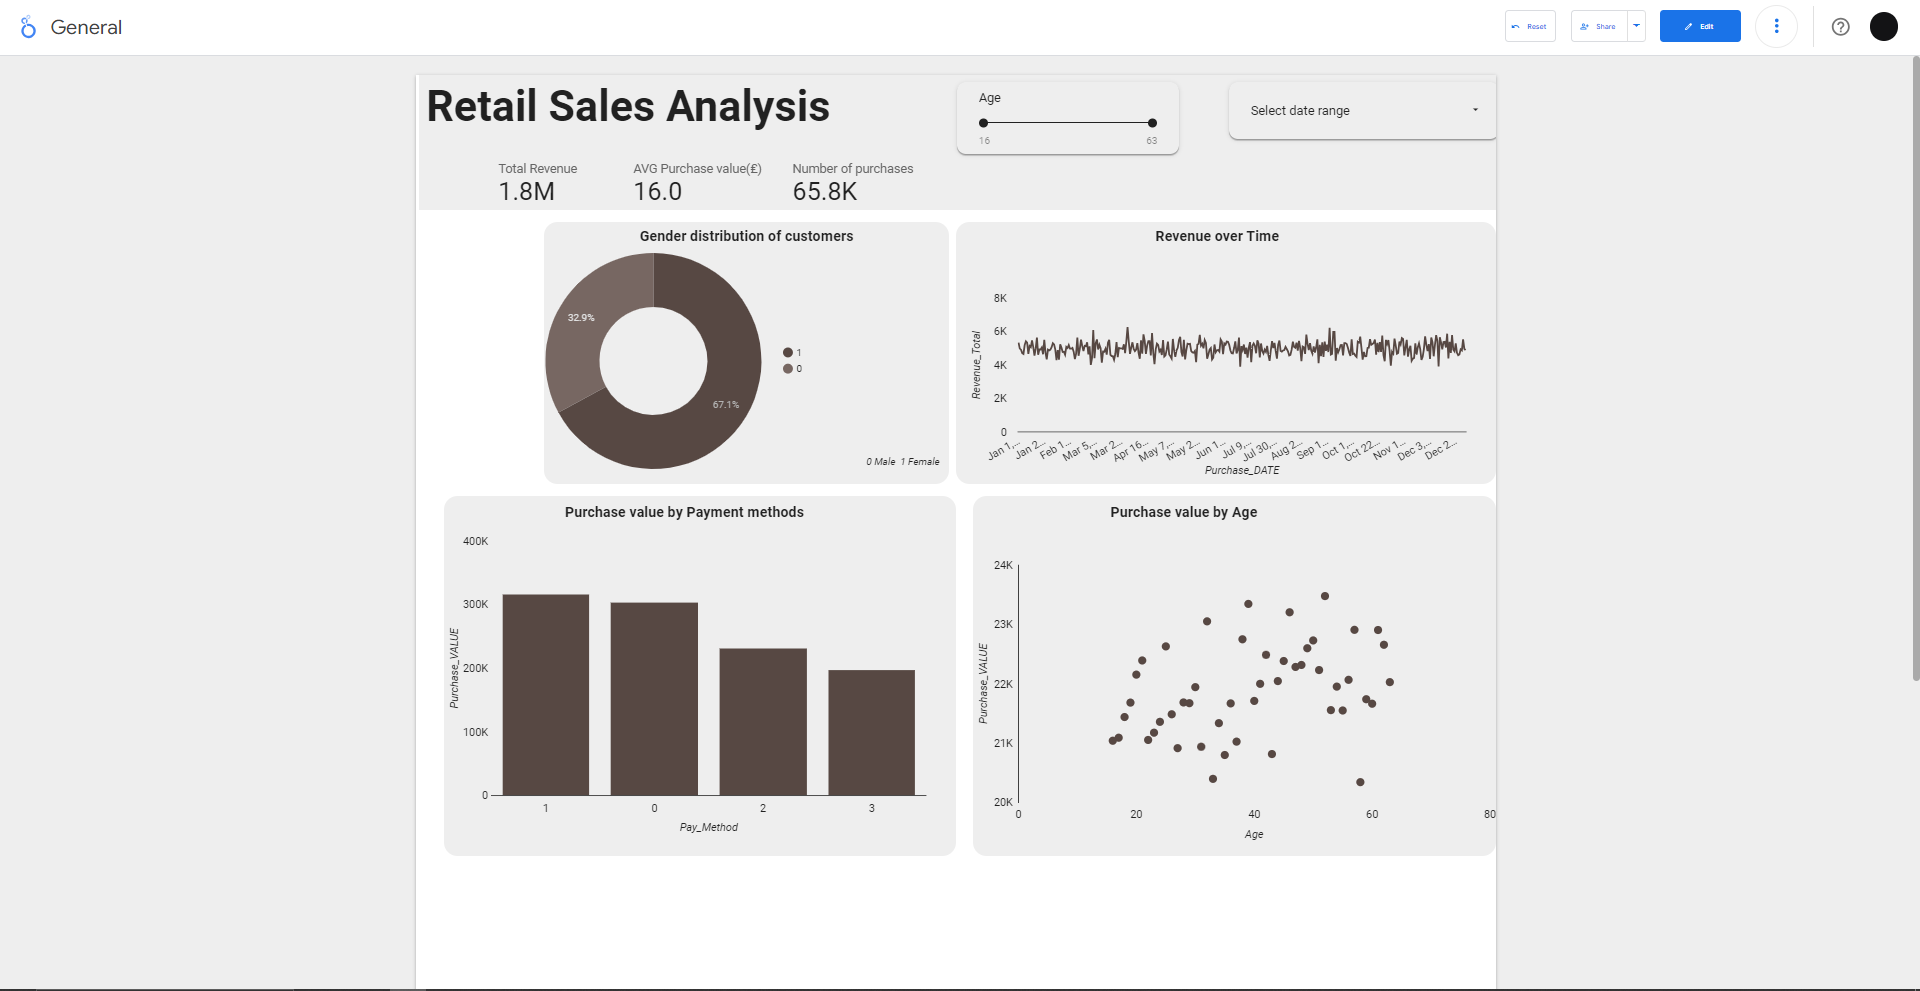 General
Reset
Share
Edit
Retail Sales Analysis
Age
16
63
Select date range
Total Revenue
1.8M
AVG Purchase value(₤)
16.0
Number of purchases
65.8K
Gender distribution of customers
32.9%
67.1%
1
0
0 Male 1 Female
Revenue over Time
Revenue_Total
8K
6K
4K
2K
0
Jan 1,...
Jan 2...
Feb 1...
Mar 5,...
Mar 2...
Apr 16...
May 7,...
May 2...
Jun 1...
Jul 9,...
Jul 30,...
Aug 2...
Sep 1...
Oct 1,...
Oct 22...
Nov 1...
Dec 3,...
Dec 2...
Purchase_DATE
Purchase value by Payment methods
Purchase_VALUE
400K
300K
200K
100K
0
1
0
2
3
Pay_Method
Purchase value by Age
Purchase_VALUE
24K
23K
22K
21K
20K
0
20
40
60
80
Age